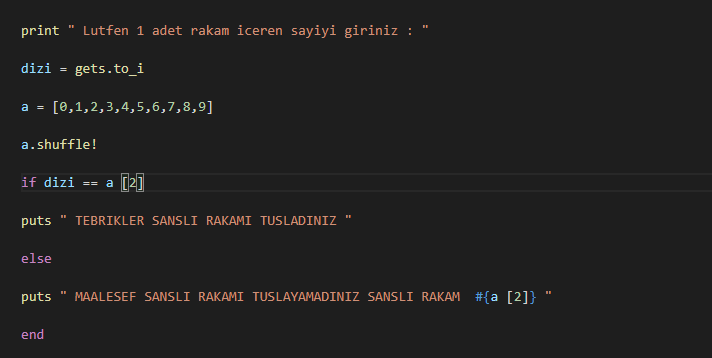 print " Lutfen 1 adet rakam iceren sayiyi giriniz : "
dizi = gets.to_i
a = [0,1,2,3,4,5,6,7,8,9]
a.shuffle!
if dizi == a [2]
puts " TEBRIKLER SANSLI RAKAMI TUSLADINIZ "
else
puts " MAALESEF SANSLI RAKAMI TUSLAYAMADINIZ SANSLI RAKAM  #{a [2]} "
end